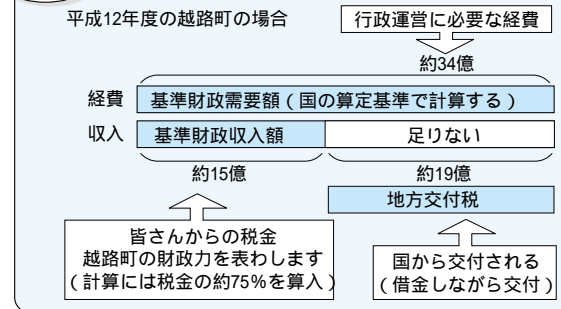 平成12年度の越路町の場合
行政運営に必要な経費
約34億
経費 基準財政需要額(国の算定基準で計算する)
収入 基準財政収入額 足りない
約15億 約19億
地方交付税
皆さんからの税金
越路町の財政力を表わします
(計算には税金の約75%を算入)
国から交付される
(借金しながら交付)